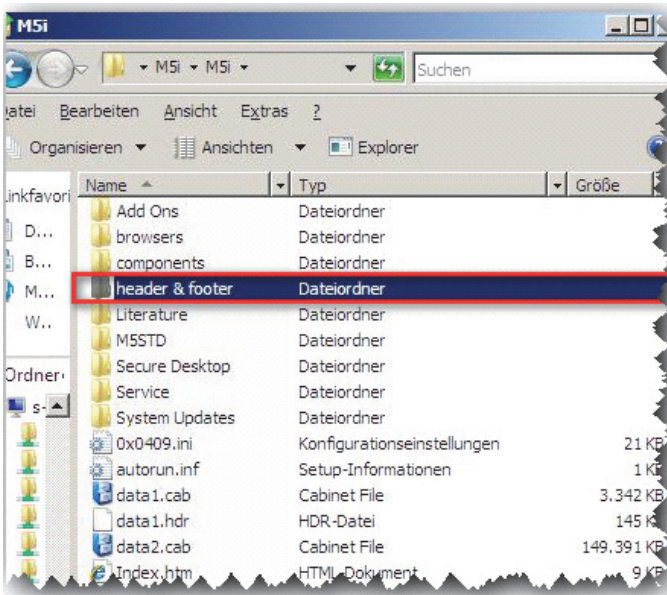 M5i
M5i M5i Suchen
atei Bearbeiten Ansicht Extras ?
Organisieren Ansichten Explorer
inkfavori Name Typ Größe
Add Ons Dateiordner
D... browsers Dateiordner
B... components Dateiordner
M... header & footer Dateiordner
W.. Literature Dateiordner
M5STD Dateiordner
Ordner Secure Desktop Dateiordner
s- Service Dateiordner
System Updates Dateiordner
0x0409.ini Konfigurationseinstellungen 21 KB
autorun.inf Setup-Informationen 1 KB
data1.cab Cabinet File 3.342 KB
data1.hdr HDR-Datei 145 K
data2.cab Cabinet File 149.391 KB
Index.htm HTML-Dokument 9 KB